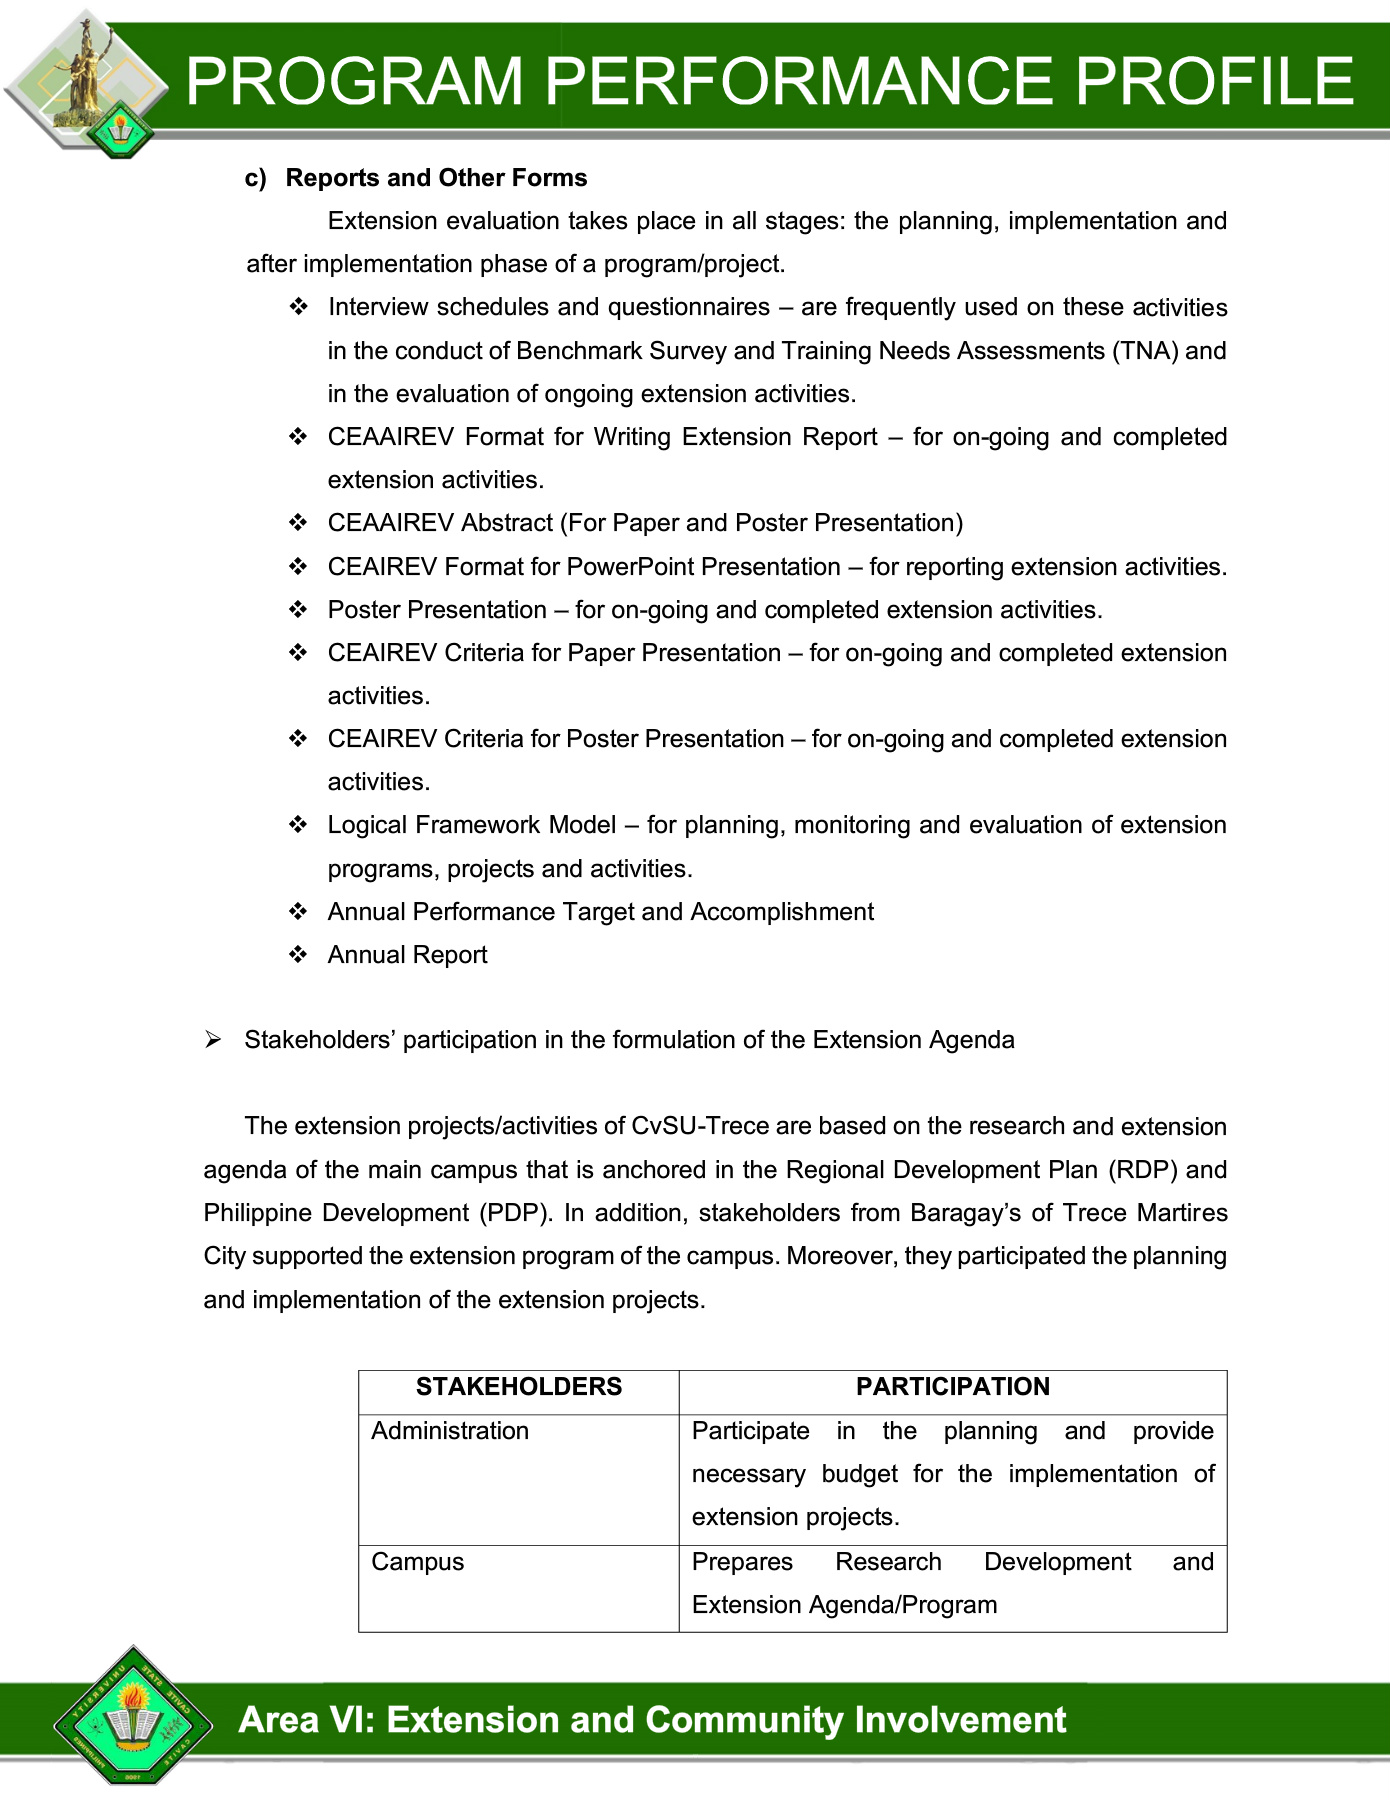 PROGRAM PERFORMANCE PROFILE
c) Reports and Other Forms
Extension evaluation takes place in all stages: the planning, implementation and
after implementation phase of a program/project.
❖ Interview schedules and questionnaires – are frequently used on these activities
in the conduct of Benchmark Survey and Training Needs Assessments (TNA) and
in the evaluation of ongoing extension activities.
❖ CEAAIREV Format for Writing Extension Report – for on-going and completed
extension activities.
❖ CEAAIREV Abstract (For Paper and Poster Presentation)
❖ CEAIREV Format for PowerPoint Presentation – for reporting extension activities.
❖ Poster Presentation – for on-going and completed extension activities.
❖ CEAIREV Criteria for Paper Presentation – for on-going and completed extension
activities.
❖ CEAIREV Criteria for Poster Presentation – for on-going and completed extension
activities.
❖ Logical Framework Model – for planning, monitoring and evaluation of extension
programs, projects and activities.
❖ Annual Performance Target and Accomplishment
❖ Annual Report
➢ Stakeholders’ participation in the formulation of the Extension Agenda
The extension projects/activities of CvSU-Trece are based on the research and extension
agenda of the main campus that is anchored in the Regional Development Plan (RDP) and
Philippine Development (PDP). In addition, stakeholders from Baragay’s of Trece Martires
City supported the extension program of the campus. Moreover, they participated the planning
and implementation of the extension projects.
STAKEHOLDERS PARTICIPATION
Administration Participate in the planning and provide
necessary budget for the implementation of
extension projects.
Campus Prepares Research Development and
Extension Agenda/Program
CAVITE STATE UNIVERSITY
CAVITE PHILIPPINES
Area VI: Extension and Community Involvement